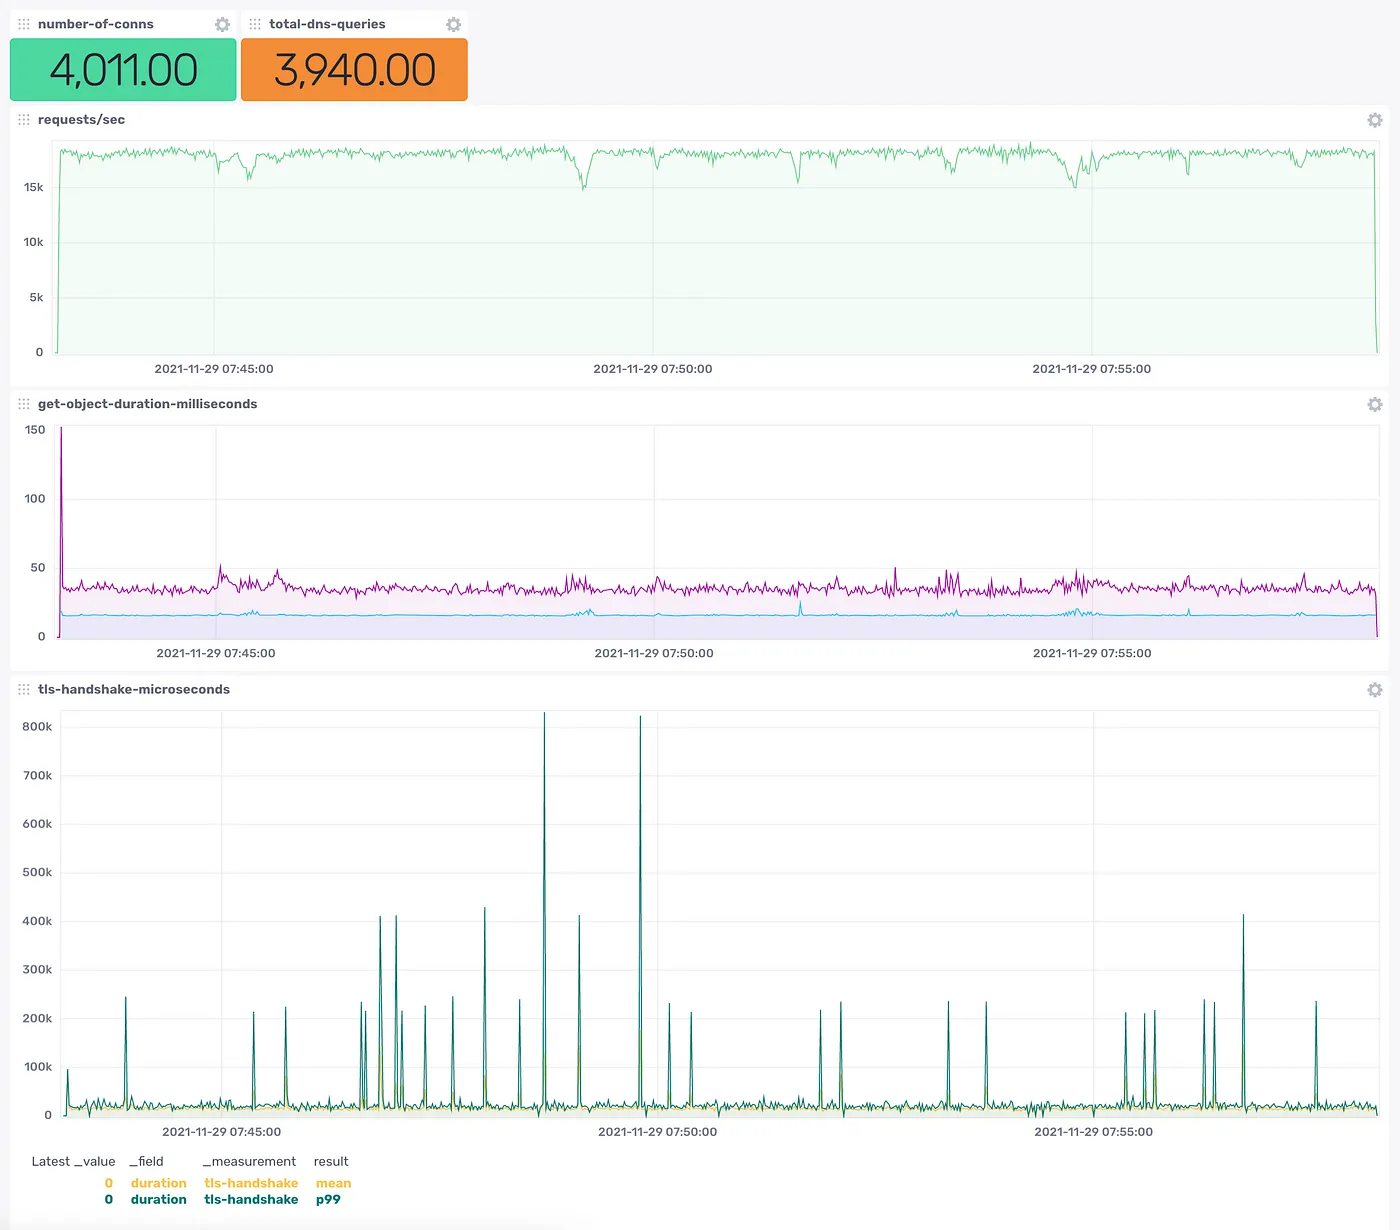 number-of-conns
total-dns-queries
4,011.00
3,940.00
requests/sec
15k
10k
5k
0
2021-11-29 07:45:00
2021-11-29 07:50:00
2021-11-29 07:55:00
get-object-duration-milliseconds
150
100
50
0
2021-11-29 07:45:00
2021-11-29 07:50:00
2021-11-29 07:55:00
tls-handshake-microseconds
800k
700k
600k
500k
400k
300k
200k
100k
0
2021-11-29 07:45:00
2021-11-29 07:50:00
2021-11-29 07:55:00
Latest _value _field _measurement result
0 duration tls-handshake mean
0 duration tls-handshake p99